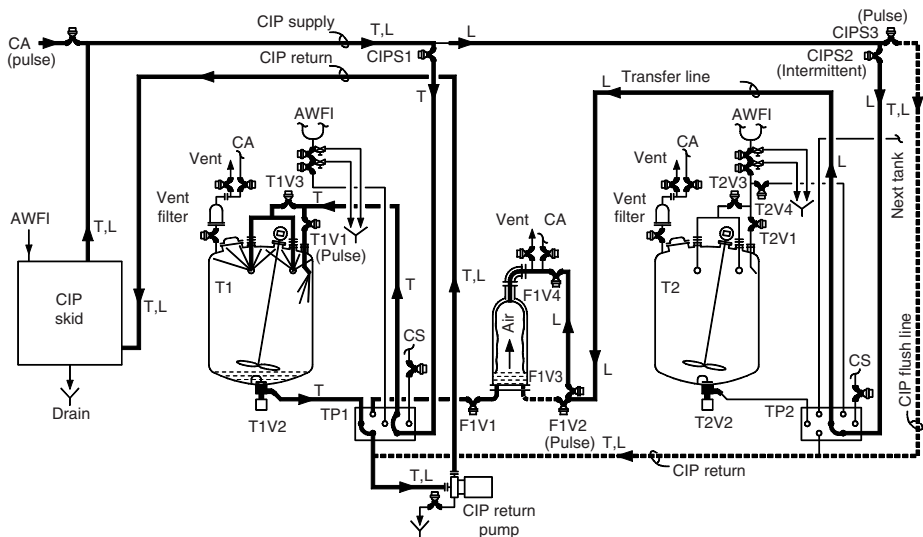 CA
(pulse)
CIP supply
T,L
L
(Pulse)
CIPS3
CIPS1
CIPS2
(Intermittent)
CIP return
Transfer line
T
L
L
T,L
AWFI
CA
Vent
T1V3
T
Vent
filter
T1V1
(Pulse)
AWFI
CA
Vent
T2V3
T2V4
Vent
filter
T2V1
L
Next tank
AWFI
T,L
CIP
skid
T,L
Drain
T1
T
T,L
Vent
CA
F1V4
Air
L
L
T2
CS
F1V3
CS
T
T1V2
TP1
F1V1
F1V2
(Pulse)
T2V2
TP2
CIP flush line
T,L
CIP return
T,L
CIP return
pump